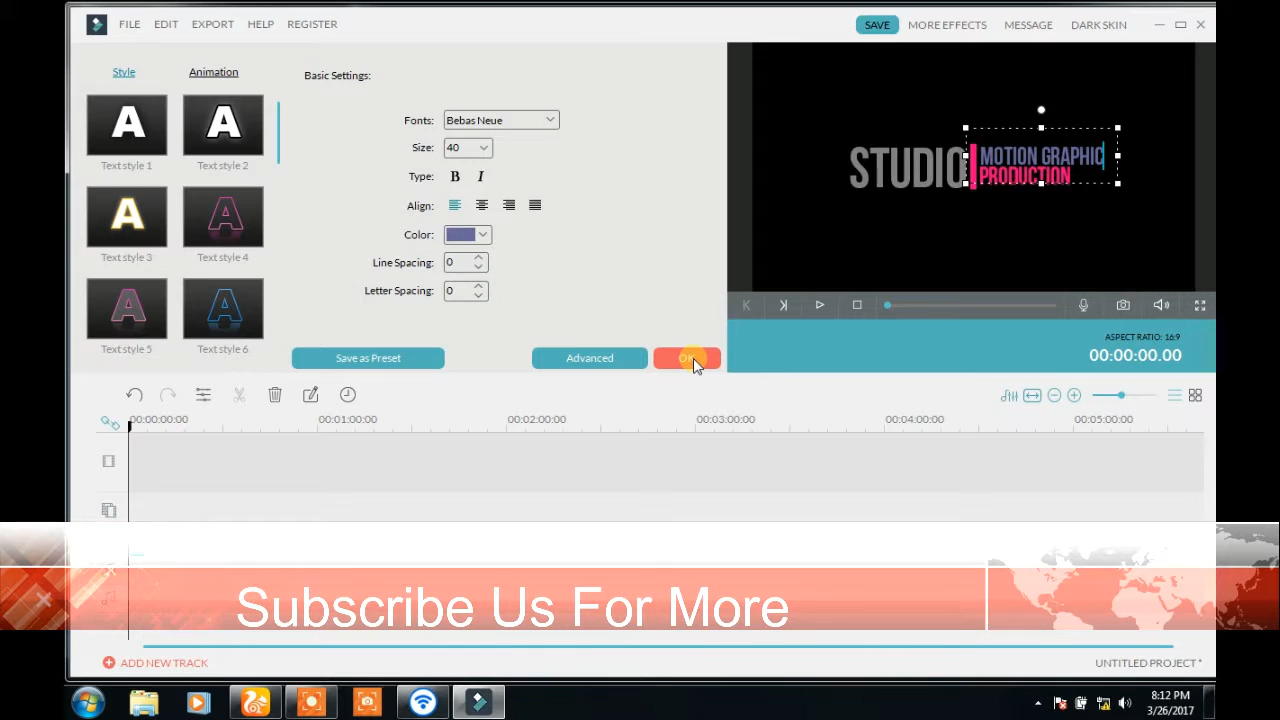 FILE EDIT EXPORT HELP REGISTER SAVE MORE EFFECTS MESSAGE DARK SKIN
Style Animation
Basic Settings:
A A
Text style 1 Text style 2
A A
Text style 3 Text style 4
A A
Text style 5 Text style 6
Fonts: Bebas Neue
Size: 40
Type: B I
Align:
Color:
Line Spacing: 0
Letter Spacing: 0
Save as Preset Advanced OK
STUDIO
MOTION GRAPHIC
PRODUCTION
ASPECT RATIO: 16:9
00:00:00.00
00:00:00:00 00:01:00:00 00:02:00:00 00:03:00:00 00:04:00:00 00:05:00:00
Subscribe Us For More
ADD NEW TRACK UNTITLED PROJECT *
8:12 PM
3/26/2017